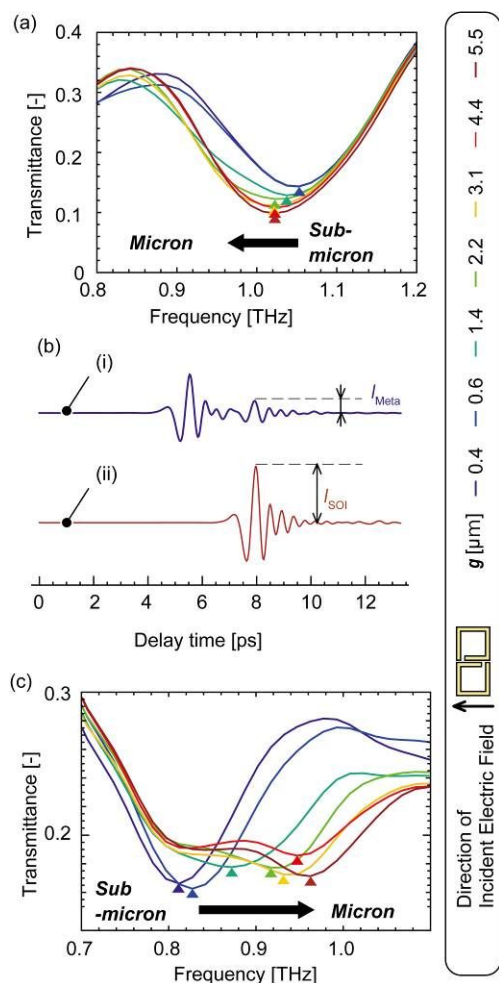 (a)
0.4
0.3
0.2
0.1
0
Transmittance [-]
Micron
Sub-
micron
0.8 0.9 1.0 1.1 1.2
Frequency [THz]
(b)
(i)
I Meta
(ii)
I SOI
0 2 4 6 8 10 12
Delay time [ps]
(c)
0.3
0.2
Transmittance [-]
Sub
-micron
Micron
0.7 0.8 0.9 1.0
Frequency [THz]
Direction of
Incident Electric Field
g [μm] 0.4 0.6 1.4 2.2 3.1 4.4 5.5